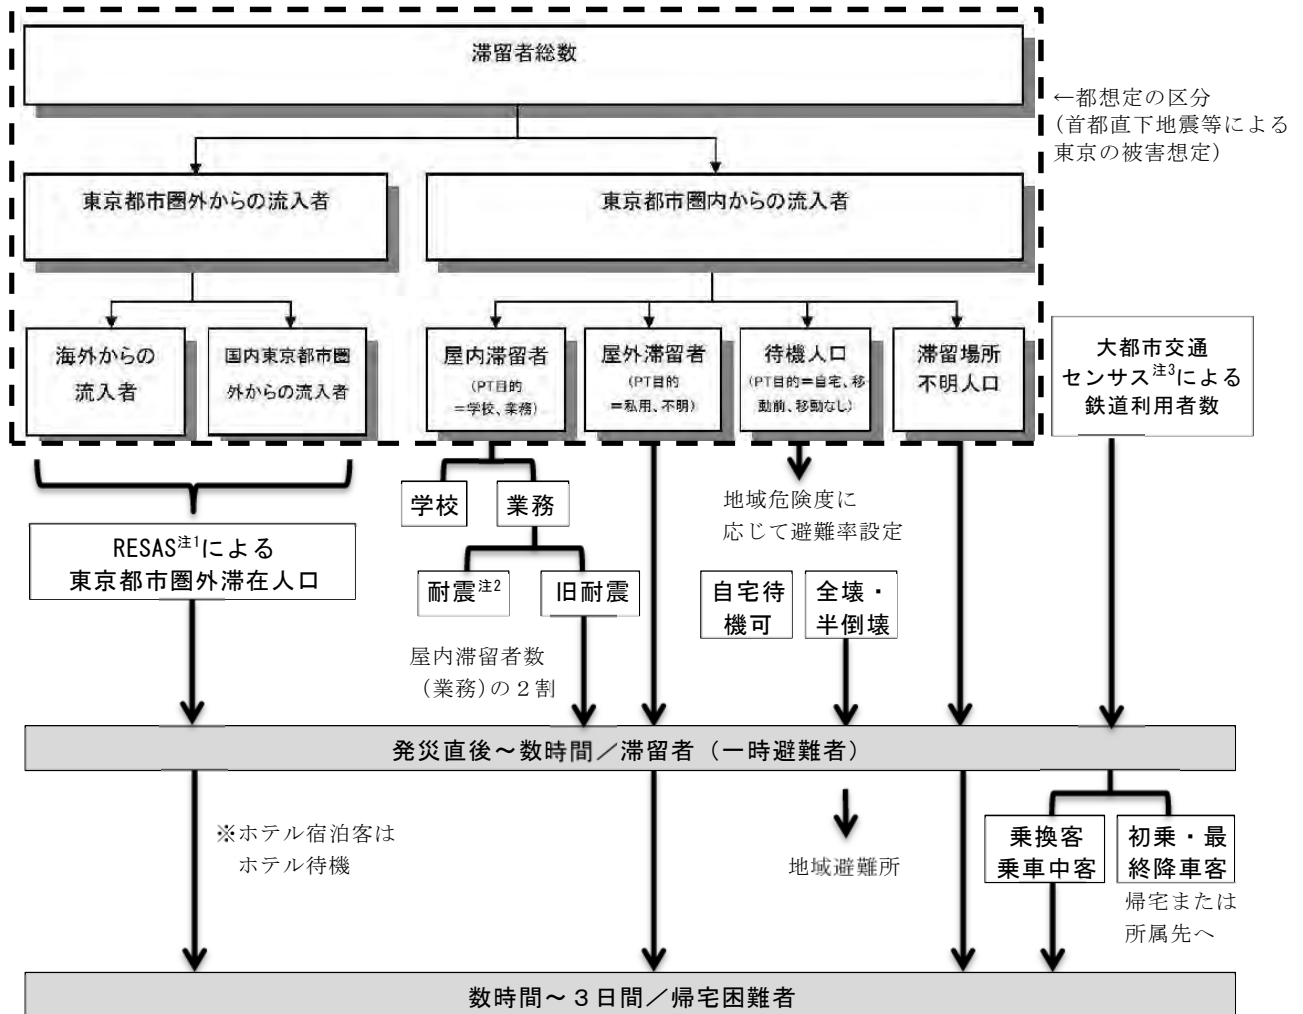 滞留者総数
←都想定の区分
(首都直下地震等による
東京の被害想定)
東京都市圏外からの流入者
東京都市圏内からの流入者
海外からの
流入者
国内東京都市圏
外からの流入者
屋内滞留者
(PT目的
=学校、業務)
屋外滞留者
(PT目的
=私用、不明)
待機人口
(PT目的=自宅、移
動前、移動なし)
滞留場所
不明人口
大都市交通
センサス注3による
鉄道利用者数
学校
業務
地域危険度に
応じて避難率設定
RESAS注1による
東京都市圏外滞在人口
耐震注2
旧耐震
自宅待
機可
全壊・
半倒壊
屋内滞留者数
(業務)の２割
発災直後～数時間／滞留者（一時避難者）
※ホテル宿泊客は
ホテル待機
地域避難所
乗換客
乗車中客
初乗・最
終降車客
帰宅または
所属先へ
数時間～３日間／帰宅困難者